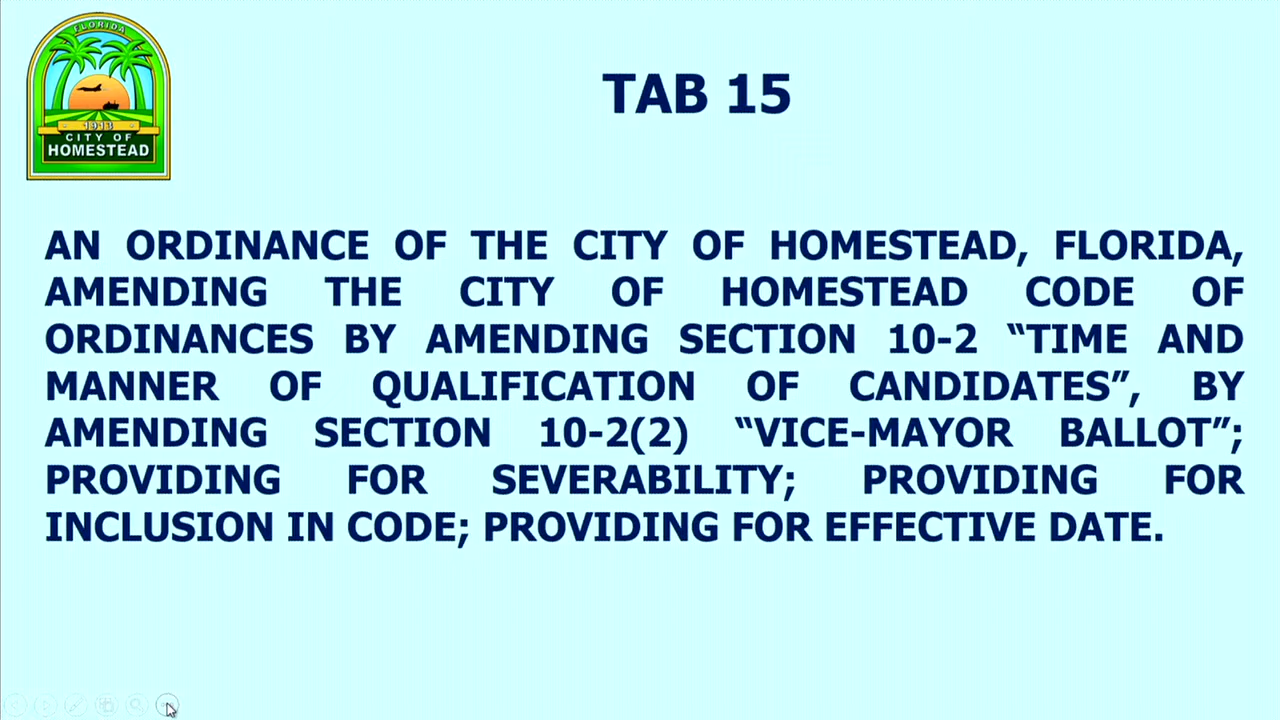 FLORIDA
1913
CITY OF
HOMESTEAD
TAB 15
AN ORDINANCE OF THE CITY OF HOMESTEAD, FLORIDA,
AMENDING THE CITY OF HOMESTEAD CODE OF
ORDINANCES BY AMENDING SECTION 10-2 “TIME AND
MANNER OF QUALIFICATION OF CANDIDATES”, BY
AMENDING SECTION 10-2(2) “VICE-MAYOR BALLOT”;
PROVIDING FOR SEVERABILITY; PROVIDING FOR
INCLUSION IN CODE; PROVIDING FOR EFFECTIVE DATE.